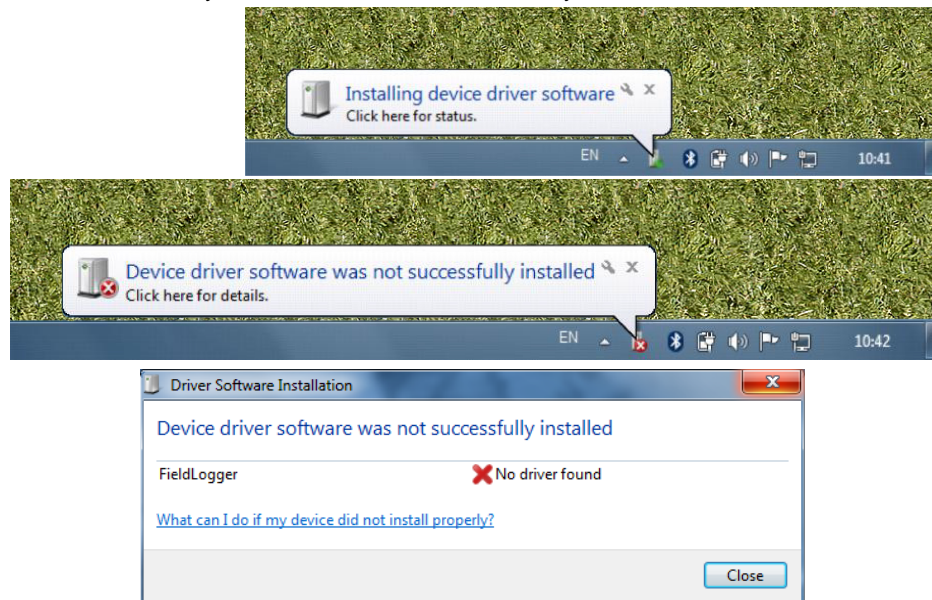 Installing device driver software
Click here for status.
EN
10:41
Device driver software was not successfully installed
Click here for details.
EN
10:42
Driver Software Installation
Device driver software was not successfully installed
FieldLogger No driver found
What can I do if my device did not install properly?
Close